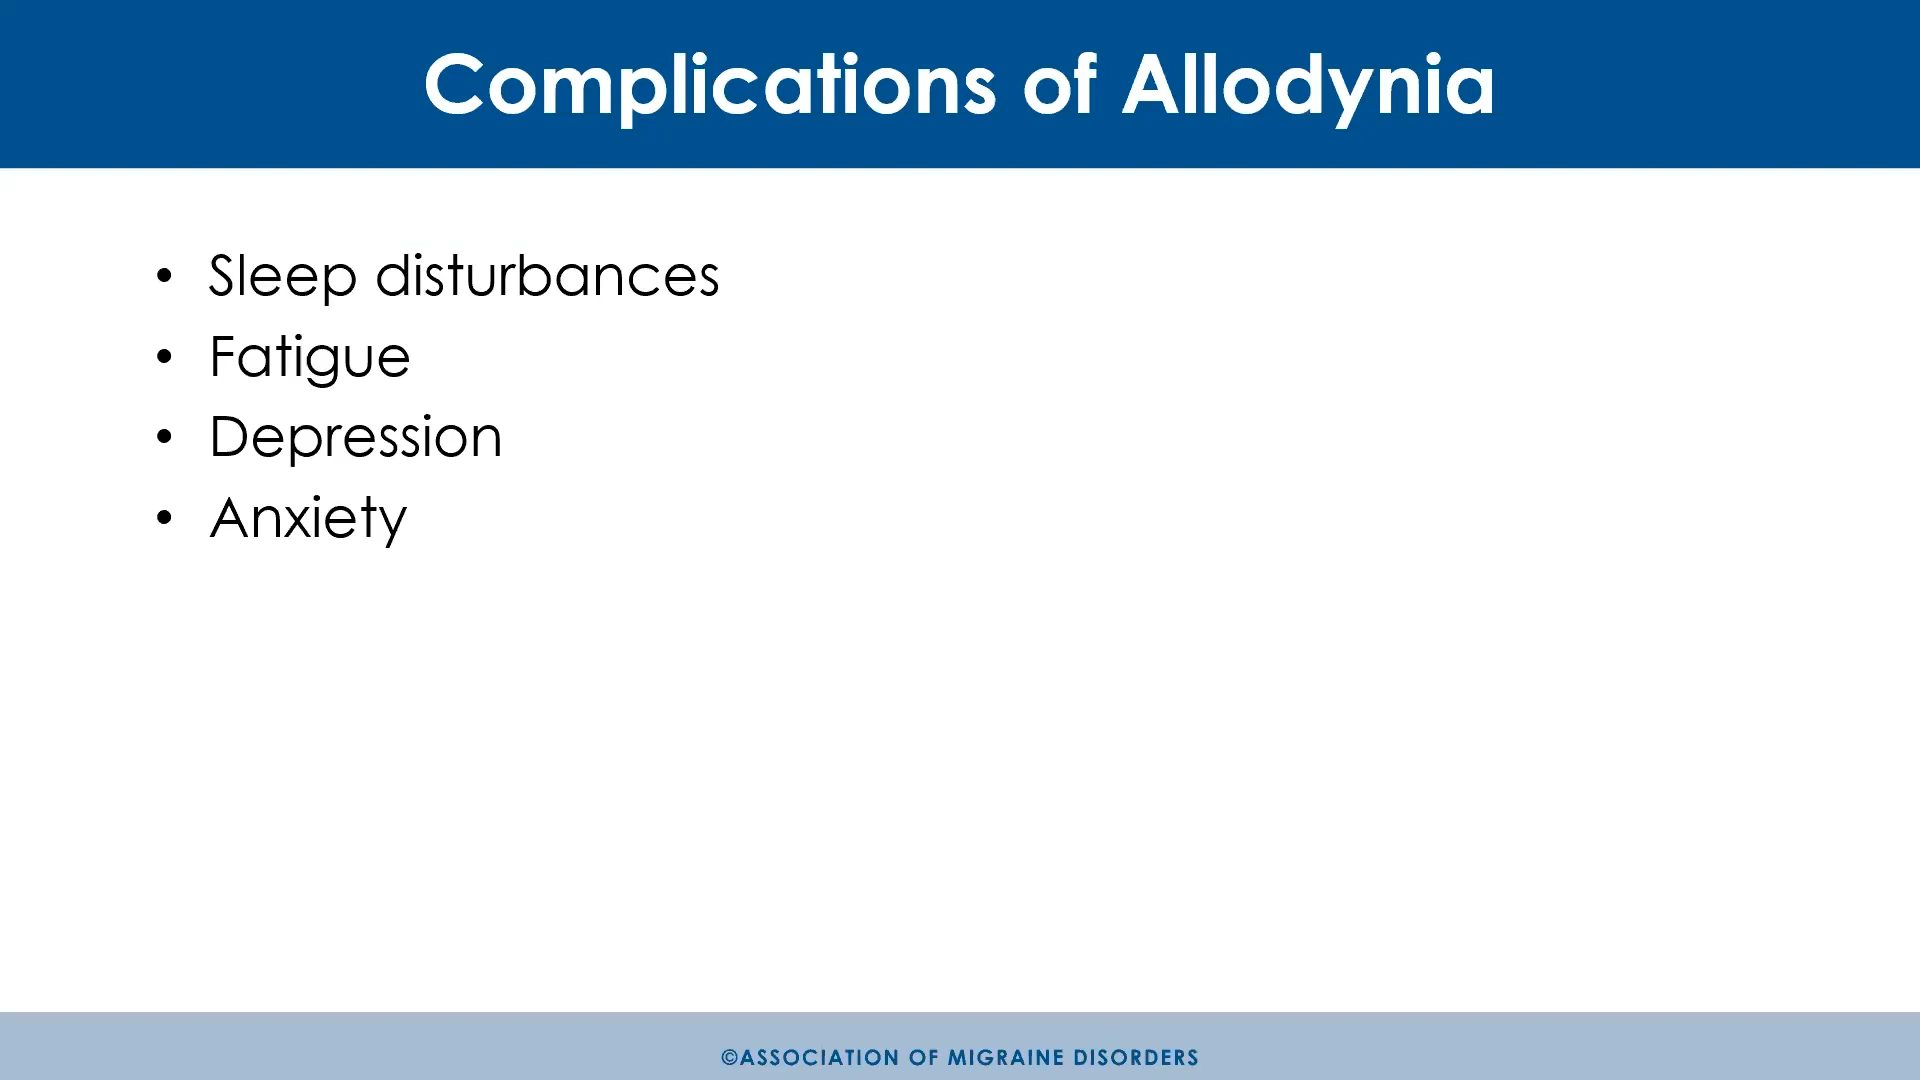 Complications of Allodynia
• Sleep disturbances
• Fatigue
• Depression
• Anxiety
©ASSOCIATION OF MIGRAINE DISORDERS